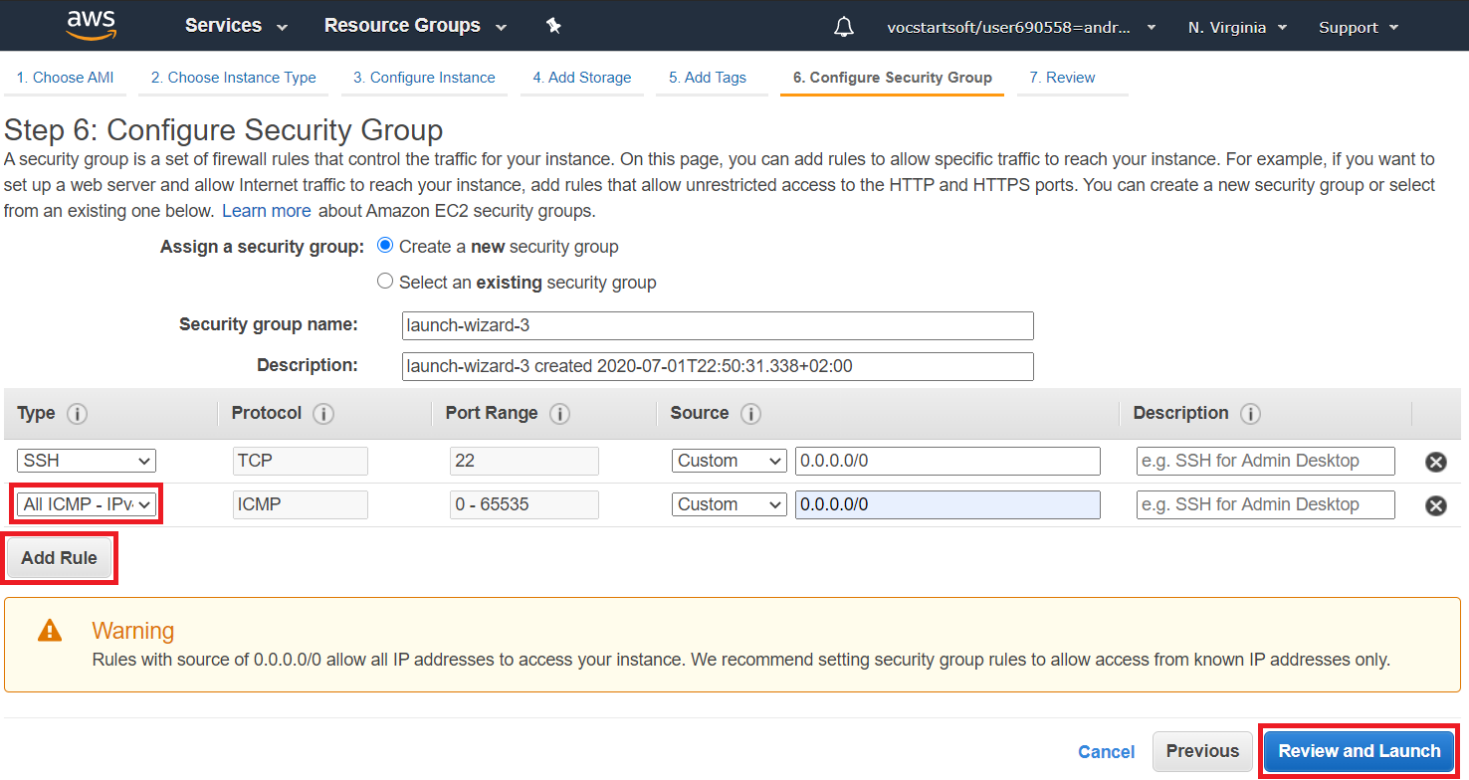 aws Services Resource Groups vocstartsoft/user690558=andr... N. Virginia Support
1. Choose AMI 2. Choose Instance Type 3. Configure Instance 4. Add Storage 5. Add Tags 6. Configure Security Group 7. Review
Step 6: Configure Security Group
A security group is a set of firewall rules that control the traffic for your instance. On this page, you can add rules to allow specific traffic to reach your instance. For example, if you want to
set up a web server and allow Internet traffic to reach your instance, add rules that allow unrestricted access to the HTTP and HTTPS ports. You can create a new security group or select
from an existing one below. Learn more about Amazon EC2 security groups.
Assign a security group: Create a new security group
Select an existing security group
Security group name: launch-wizard-3
Description: launch-wizard-3 created 2020-07-01T22:50:31.338+02:00
Type i Protocol i Port Range i Source i Description i
SSH TCP 22 Custom 0.0.0.0/0 e.g. SSH for Admin Desktop
All ICMP - IPv ICMP 0 - 65535 Custom 0.0.0.0/0 e.g. SSH for Admin Desktop
Add Rule
Warning
Rules with source of 0.0.0.0/0 allow all IP addresses to access your instance. We recommend setting security group rules to allow access from known IP addresses only.
Cancel Previous Review and Launch